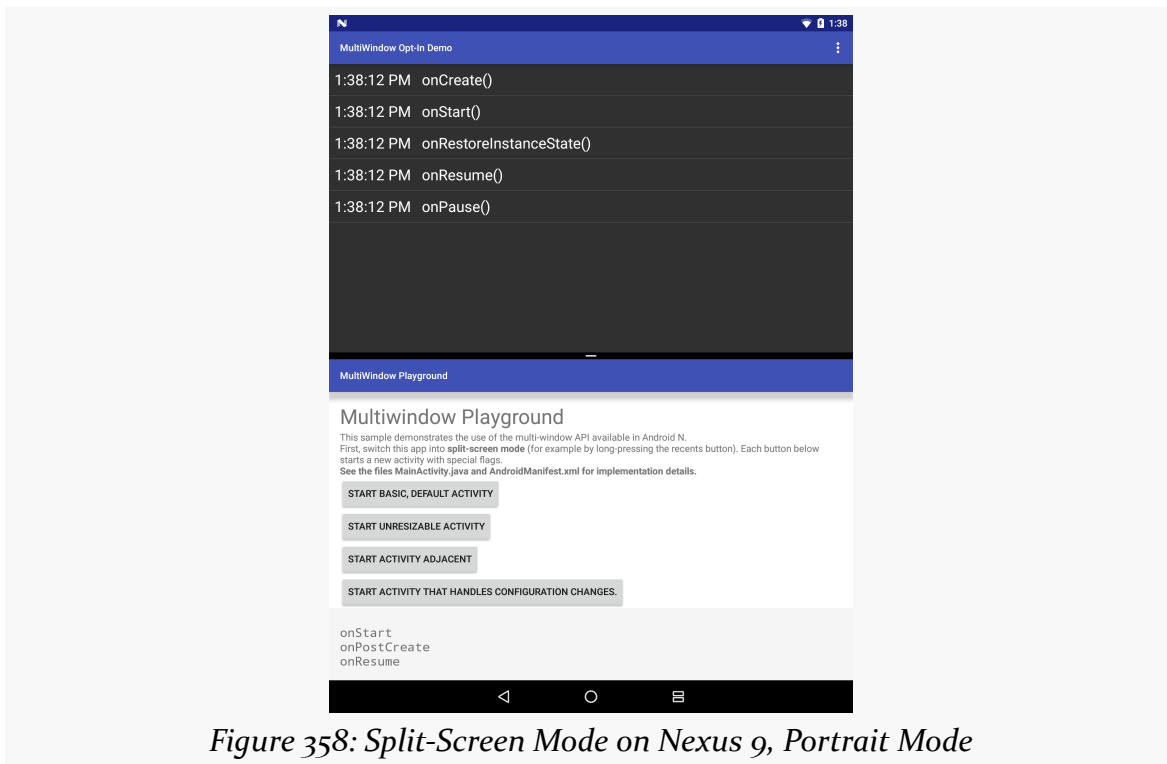 1:38
MultiWindow Opt-In Demo
1:38:12 PM onCreate()
1:38:12 PM onStart()
1:38:12 PM onRestoreInstanceState()
1:38:12 PM onResume()
1:38:12 PM onPause()
MultiWindow Playground
Multiwindow Playground
This sample demonstrates the use of the multi-window API available in Android N.
First, switch this app into split-screen mode (for example by long-pressing the recents button). Each button below
starts a new activity with special flags.
See the files MainActivity.java and AndroidManifest.xml for implementation details.
START BASIC, DEFAULT ACTIVITY
START UNRESIZABLE ACTIVITY
START ACTIVITY ADJACENT
START ACTIVITY THAT HANDLES CONFIGURATION CHANGES.
onStart
onPostCreate
onResume
Figure 358: Split-Screen Mode on Nexus 9, Portrait Mode